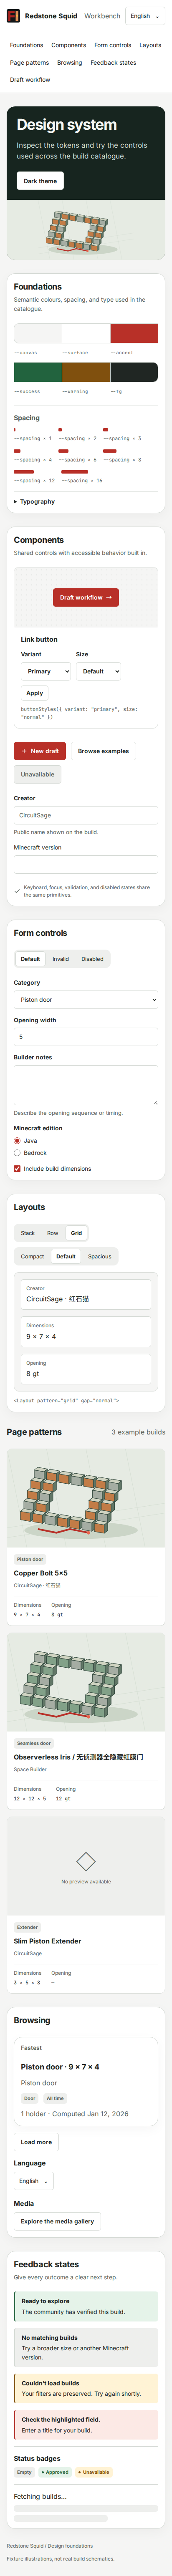 Redstone Squid
Workbench
English
Foundations
Components
Form controls
Layouts
Page patterns
Browsing
Feedback states
Draft workflow
Design system
Inspect the tokens and try the controls
used across the build catalogue.
Dark theme
Foundations
Semantic colours, spacing, and type used in the
catalogue.
--canvas
--surface
--accent
--success
--warning
--fg
Spacing
--spacing × 1
--spacing × 2
--spacing × 3
--spacing × 4
--spacing × 6
--spacing × 8
--spacing × 12
--spacing × 16
Typography
Components
Shared controls with accessible behavior built in.
Draft workflow →
Link button
Variant
Size
Primary
Default
Apply
buttonStyles({ variant: "primary", size:
"normal" })
+ New draft
Browse examples
Unavailable
Creator
CircuitSage
Public name shown on the build.
Minecraft version
Keyboard, focus, validation, and disabled states share
the same primitives.
Form controls
Default
Invalid
Disabled
Category
Piston door
Opening width
5
Builder notes
Describe the opening sequence or timing.
Minecraft edition
Java
Bedrock
Include build dimensions
Layouts
Stack
Row
Grid
Compact
Default
Spacious
Creator
CircuitSage · 红石猫
Dimensions
9 × 7 × 4
Opening
8 gt
<Layout pattern="grid" gap="normal">
Page patterns
3 example builds
Piston door
Copper Bolt 5×5
CircuitSage · 红石猫
Dimensions
Opening
9 × 7 × 4
8 gt
Seamless door
Observerless Iris / 无侦测器全隐藏虹膜门
Space Builder
Dimensions
Opening
12 × 12 × 5
12 gt
No preview available
Extender
Slim Piston Extender
CircuitSage
Dimensions
Opening
3 × 5 × 8
—
Browsing
Fastest
Piston door · 9 × 7 × 4
Piston door
Door
All time
1 holder · Computed Jan 12, 2026
Load more
Language
English
Media
Explore the media gallery
Feedback states
Give every outcome a clear next step.
Ready to explore
The community has verified this build.
No matching builds
Try a broader size or another Minecraft
version.
Couldn't load builds
Your filters are preserved. Try again shortly.
Check the highlighted field.
Enter a title for your build.
Status badges
Empty
Approved
Unavailable
Fetching builds…
Redstone Squid / Design foundations
Fixture illustrations, not real build schematics.